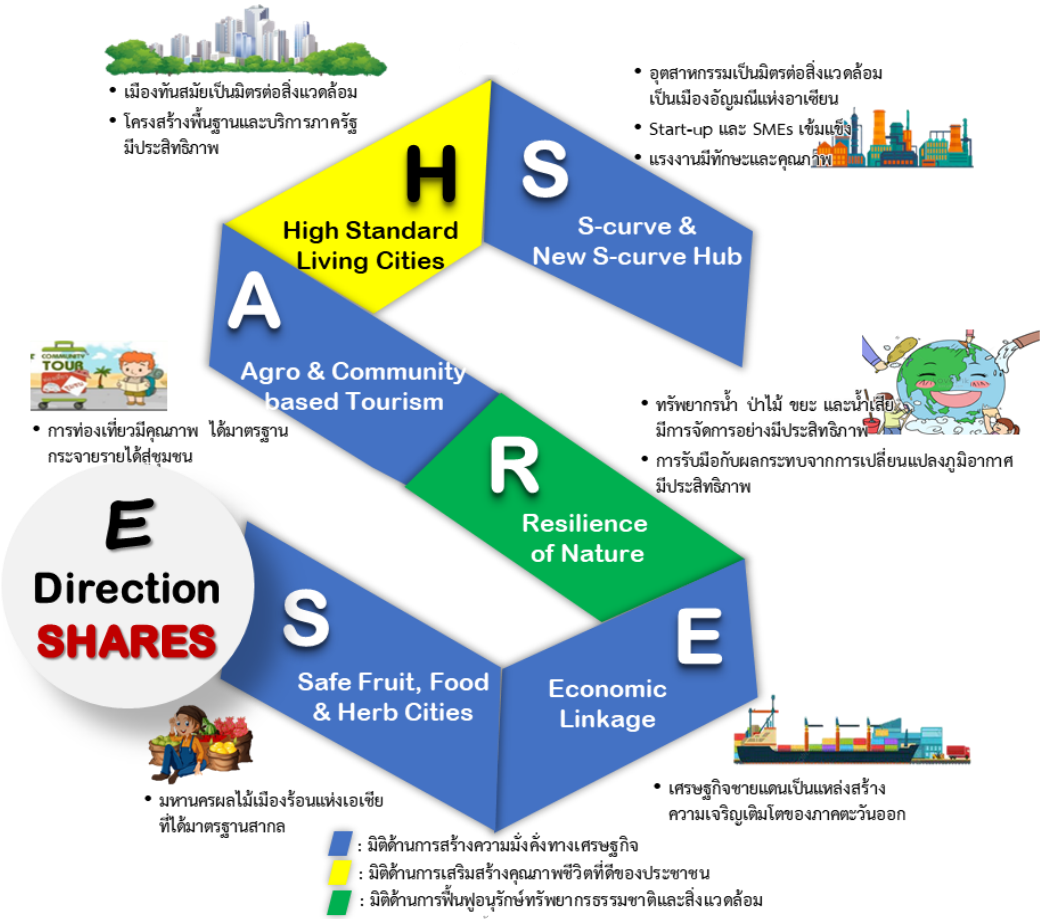 • เมืองทันสมัยเป็นมิตรต่อสิ่งแวดล้อม
• โครงสร้างพื้นฐานและบริการภาครัฐ
มีประสิทธิภาพ
• อุตสาหกรรมเป็นมิตรต่อสิ่งแวดล้อม
เป็นเมืองอัญมณีแห่งอาเซียน
• Start-up และ SMEs เข้มแข็ง
• แรงงานมีทักษะและคุณภาพ
H
High Standard
Living Cities
S
S-curve &
New S-curve Hub
A
Agro & Community
based Tourism
COMMUNITY
TOUR
• การท่องเที่ยวมีคุณภาพ ได้มาตรฐาน
กระจายรายได้สู่ชุมชน
• ทรัพยากรน้ำ ป่าไม้ ขยะ และน้ำเสีย
มีการจัดการอย่างมีประสิทธิภาพ
• การรับมือกับผลกระทบจากการเปลี่ยนแปลงภูมิอากาศ
มีประสิทธิภาพ
R
Resilience
of Nature
E
Direction
SHARES
S
Safe Fruit, Food
& Herb Cities
E
Economic
Linkage
• มหานครผลไม้เมืองร้อนแห่งเอเชีย
ที่ได้มาตรฐานสากล
• เศรษฐกิจชายแดนเป็นแหล่งสร้าง
ความเจริญเติมโตของภาคตะวันออก
: มิติด้านการสร้างความมั่งคั่งทางเศรษฐกิจ
: มิติด้านการเสริมสร้างคุณภาพชีวิตที่ดีของประชาชน
: มิติด้านการฟื้นฟูอนุรักษ์ทรัพยากรธรรมชาติและสิ่งแวดล้อม